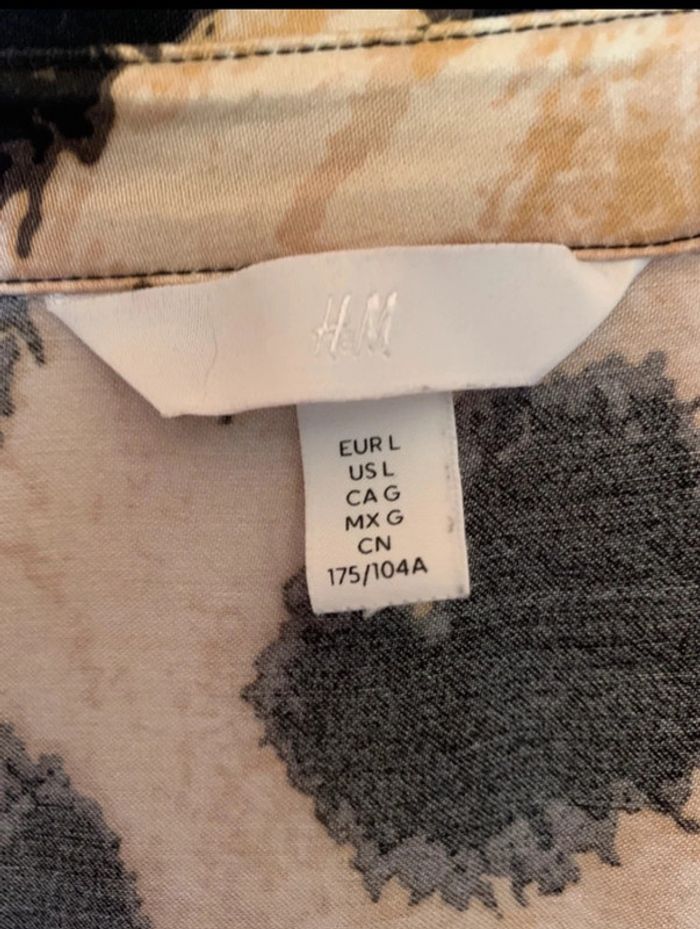 H&M
EUR L
US L
CA G
MX G
CN
175/104A